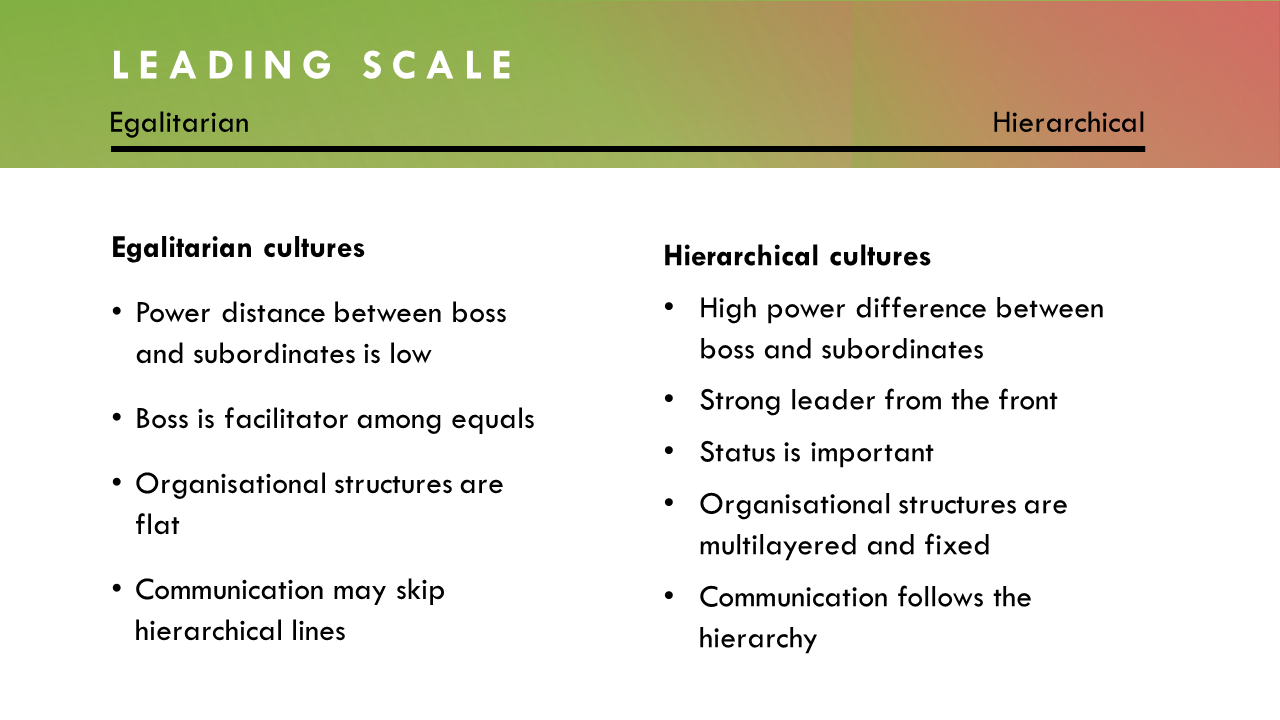 LEADING SCALE
Egalitarian
Hierarchical
Egalitarian cultures
• Power distance between boss
and subordinates is low
• Boss is facilitator among equals
• Organisational structures are
flat
• Communication may skip
hierarchical lines
Hierarchical cultures
• High power difference between
boss and subordinates
• Strong leader from the front
• Status is important
• Organisational structures are
multilayered and fixed
• Communication follows the
hierarchy